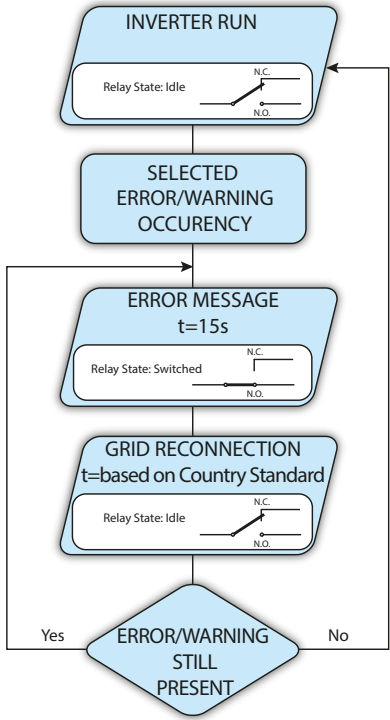 INVERTER RUN
N.C.
Relay State: Idle
N.O.
SELECTED
ERROR/WARNING
OCCURENCY
ERROR MESSAGE
t=15s
N.C.
Relay State: Switched
N.O.
GRID RECONNECTION
t=based on Country Standard
N.C.
Relay State: Idle
N.O.
Yes
ERROR/WARNING
STILL
PRESENT
No